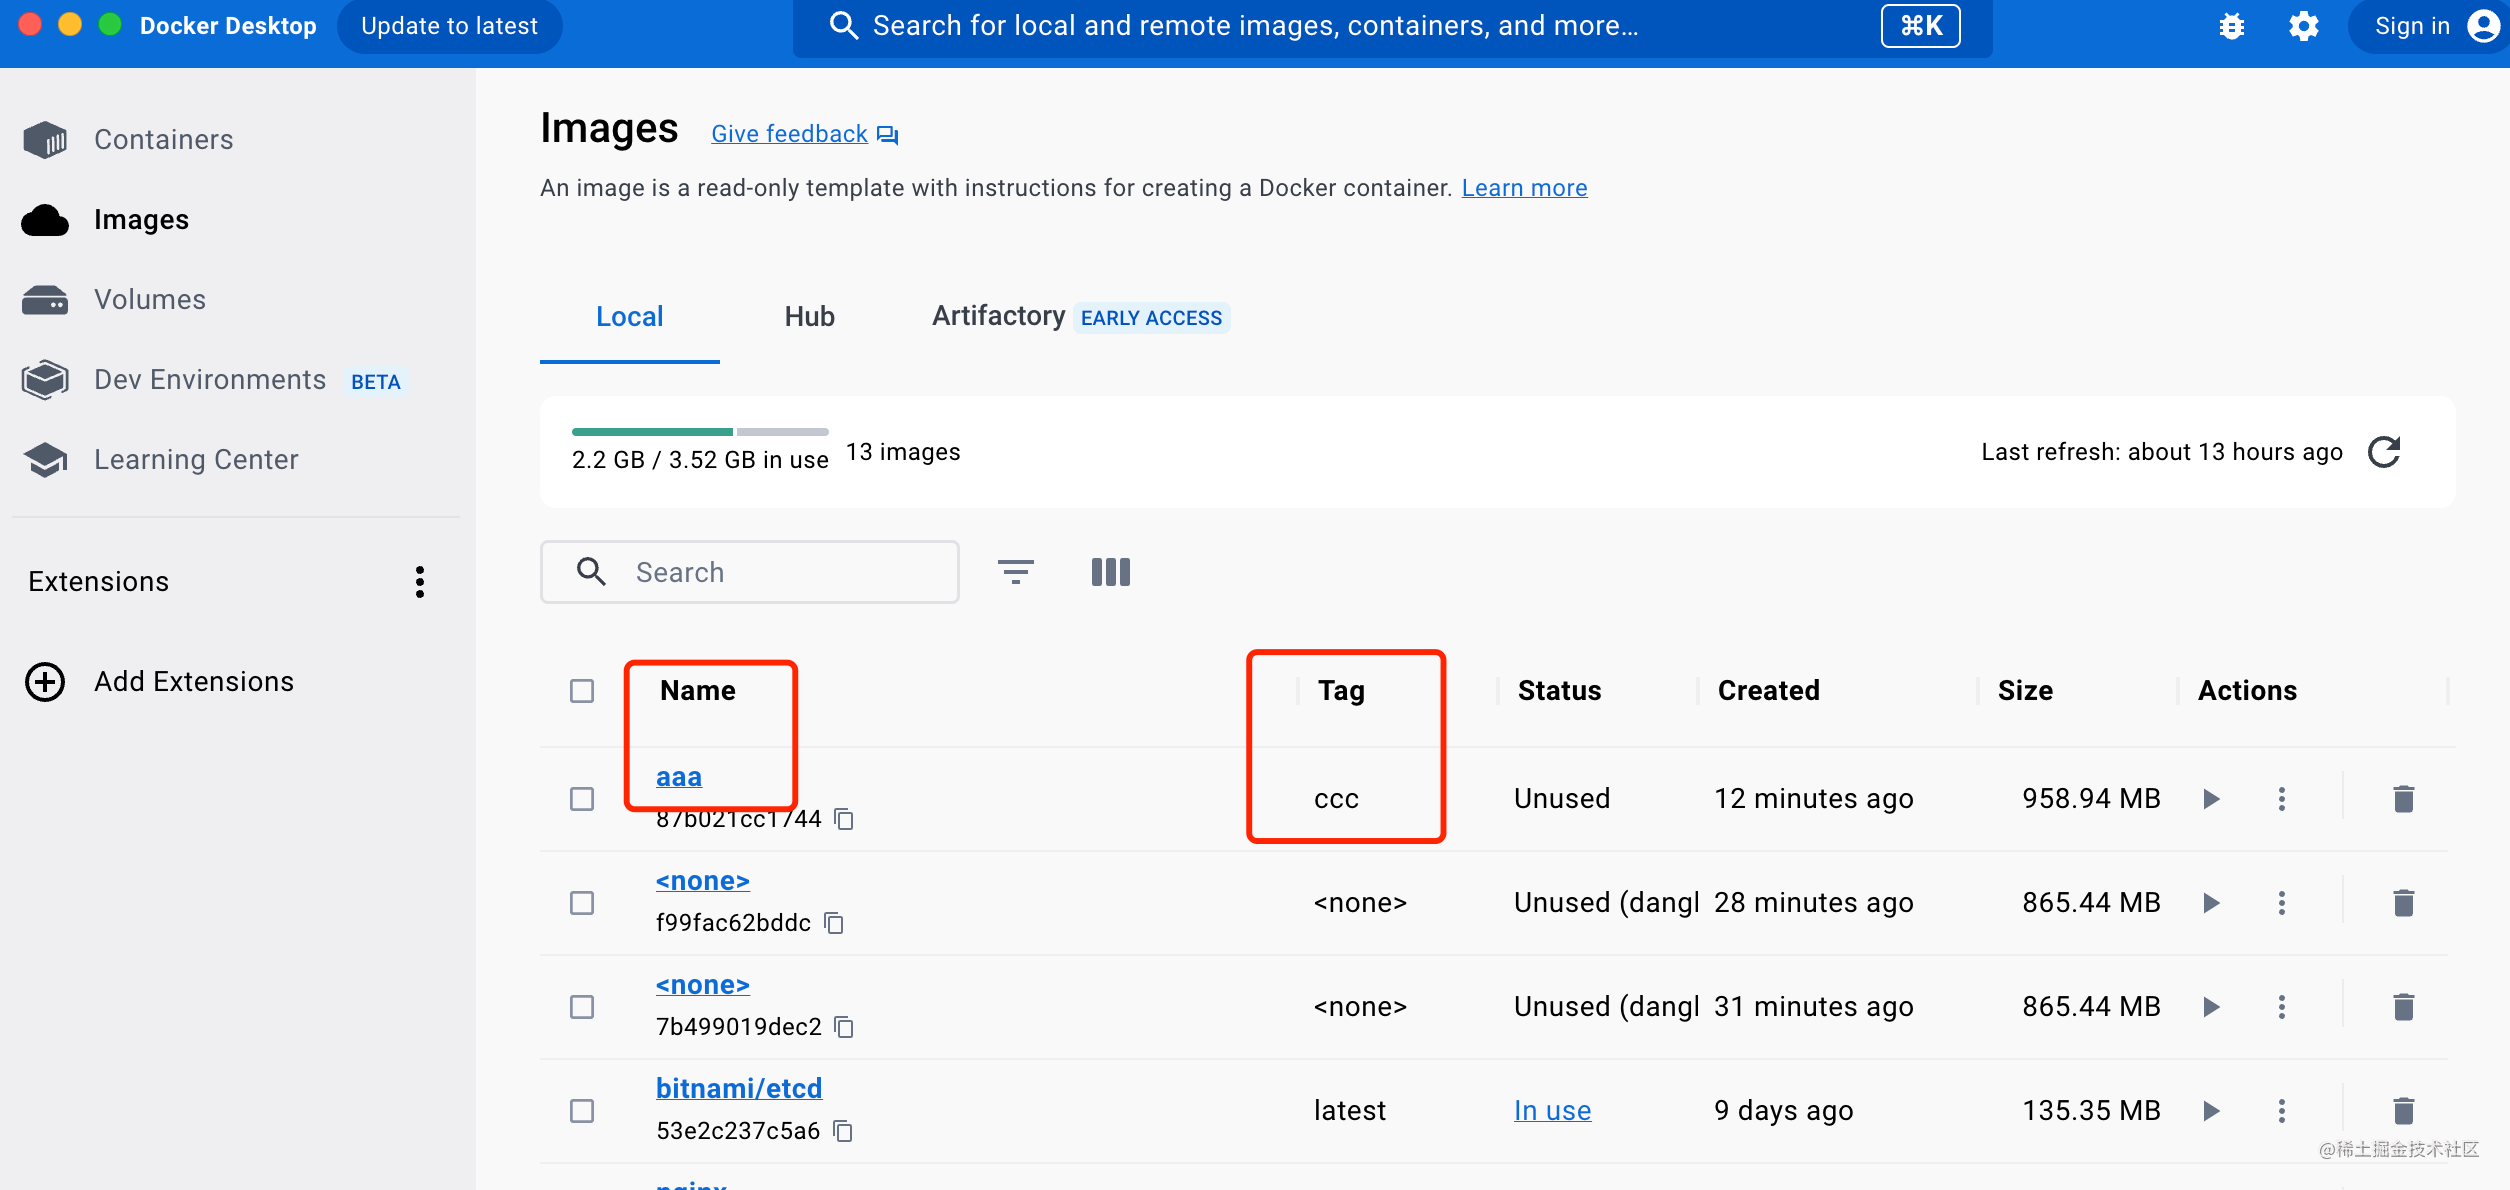 Docker Desktop Update to latest Search for local and remote images, containers, and more... ⌘K Sign in
Containers
Images
Volumes
Dev Environments BETA
Learning Center
Extensions
Add Extensions
Images Give feedback
An image is a read-only template with instructions for creating a Docker container. Learn more
Local Hub Artifactory EARLY ACCESS
2.2 GB / 3.52 GB in use 13 images Last refresh: about 13 hours ago
Search
Name Tag Status Created Size Actions
aaa
87b021cc1744 ccc Unused 12 minutes ago 958.94 MB
<none>
f99fac62bddc <none> Unused (dangl 28 minutes ago 865.44 MB
<none>
7b499019dec2 <none> Unused (dangl 31 minutes ago 865.44 MB
bitnami/etcd
53e2c237c5a6 latest In use 9 days ago 135.35 MB
nginx
@稀土掘金技术社区